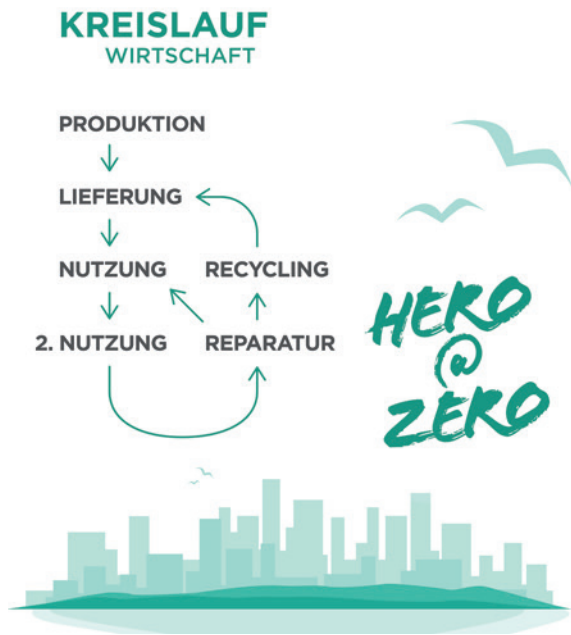 KREISLAUF
WIRTSCHAFT
PRODUKTION
LIEFERUNG
NUTZUNG RECYCLING
2. NUTZUNG REPARATUR
HERO
@
ZERO